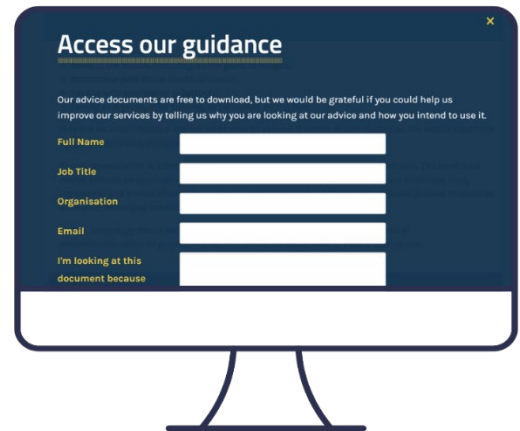 ×
Access our guidance
Our advice documents are free to download, but we would be grateful if you could help us
improve our services by telling us why you are looking at our advice and how you intend to use it.
Full Name
Job Title
Organisation
Email
I'm looking at this
document because